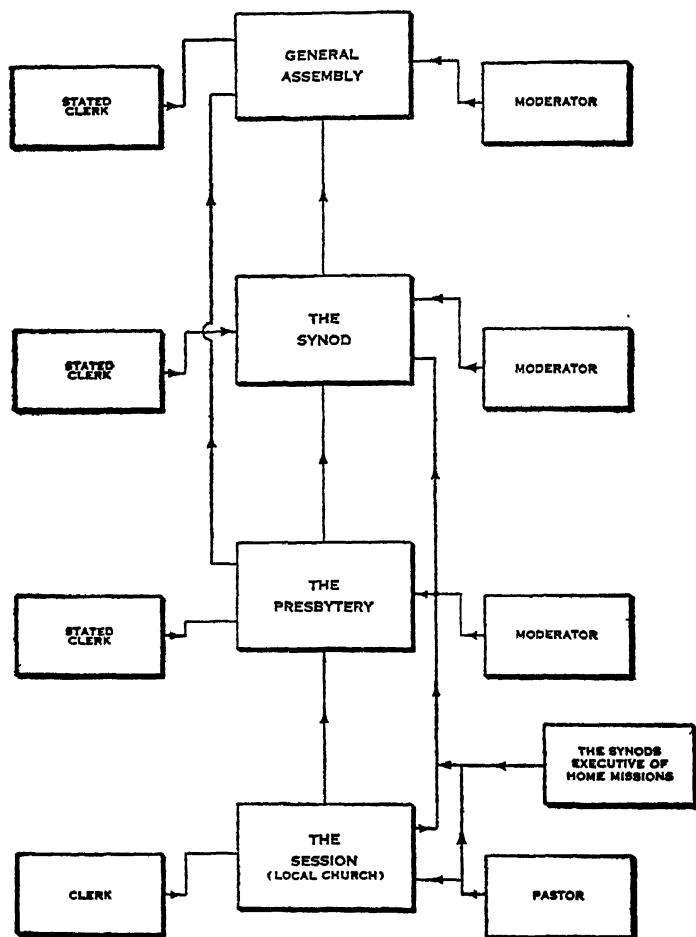 GENERAL
ASSEMBLY
STATED
CLERK
MODERATOR
THE
SYNOD
STATED
CLERK
MODERATOR
THE
PRESBYTERY
STATED
CLERK
MODERATOR
THE SYNODS
EXECUTIVE OF
HOME MISSIONS
THE
SESSION
(LOCAL CHURCH)
CLERK
PASTOR